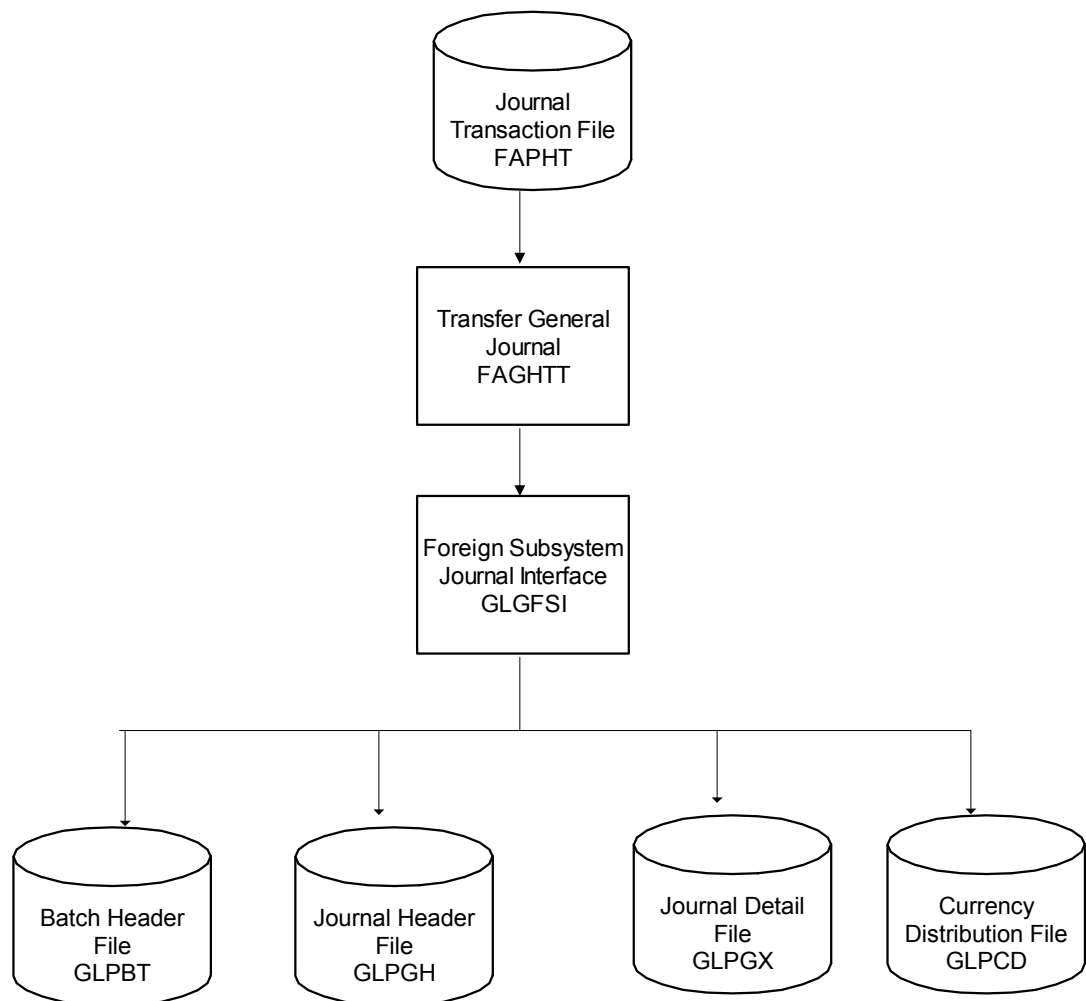 Journal
Transaction File
FAPHT
Transfer General
Journal
FAGHTT
Foreign Subsystem
Journal Interface
GLGFSI
Batch Header
File
GLPBT
Journal Header
File
GLPGH
Journal Detail
File
GLPGX
Currency
Distribution File
GLPCD